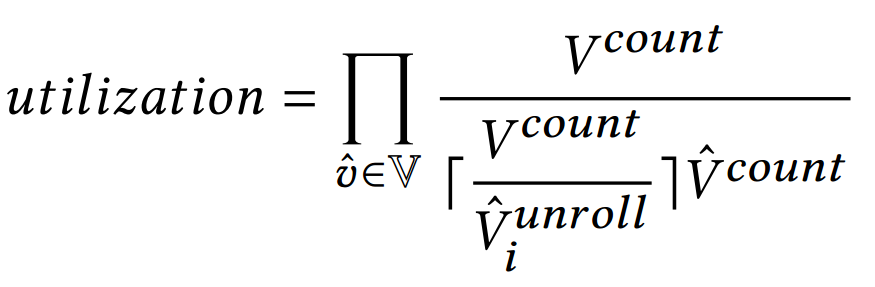 utilization = ∏_{v̂∈𝕍} V^{count} / (⌈V^{count} / V̂_i^{unroll}⌉ V̂^{count})